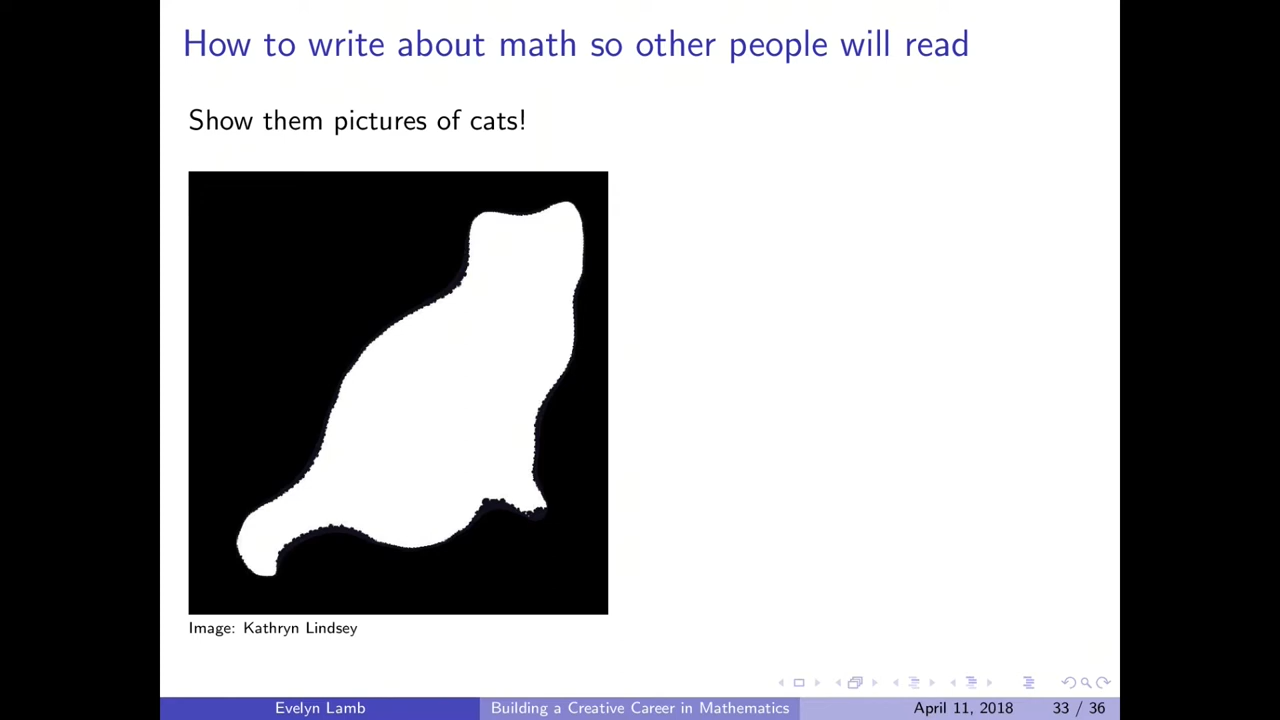 How to write about math so other people will read
Show them pictures of cats!
Image: Kathryn Lindsey
Evelyn Lamb
Building a Creative Career in Mathematics
April 11, 2018
33 / 36